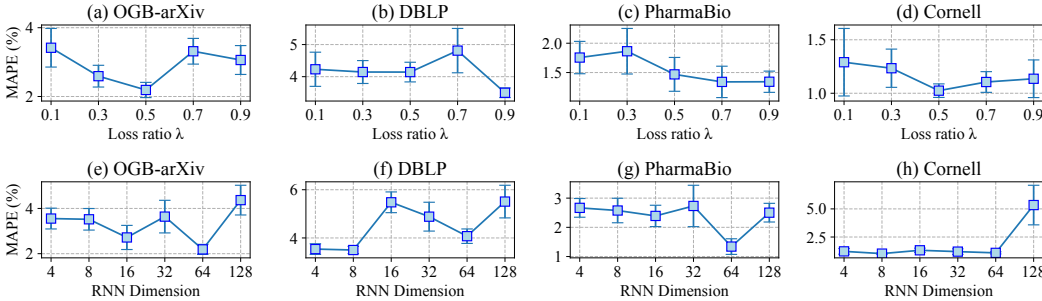 (a) OGB-arXiv
(b) DBLP
(c) PharmaBio
(d) Cornell
MAPE (%)
4
2
5
4
2.0
1.5
1.5
1.0
0.1 0.3 0.5 0.7 0.9
0.1 0.3 0.5 0.7 0.9
0.1 0.3 0.5 0.7 0.9
0.1 0.3 0.5 0.7 0.9
Loss ratio λ
Loss ratio λ
Loss ratio λ
Loss ratio λ
(e) OGB-arXiv
(f) DBLP
(g) PharmaBio
(h) Cornell
MAPE (%)
4
2
6
4
3
2
1
5.0
2.5
4 8 16 32 64 128
4 8 16 32 64 128
4 8 16 32 64 128
4 8 16 32 64 128
RNN Dimension
RNN Dimension
RNN Dimension
RNN Dimension